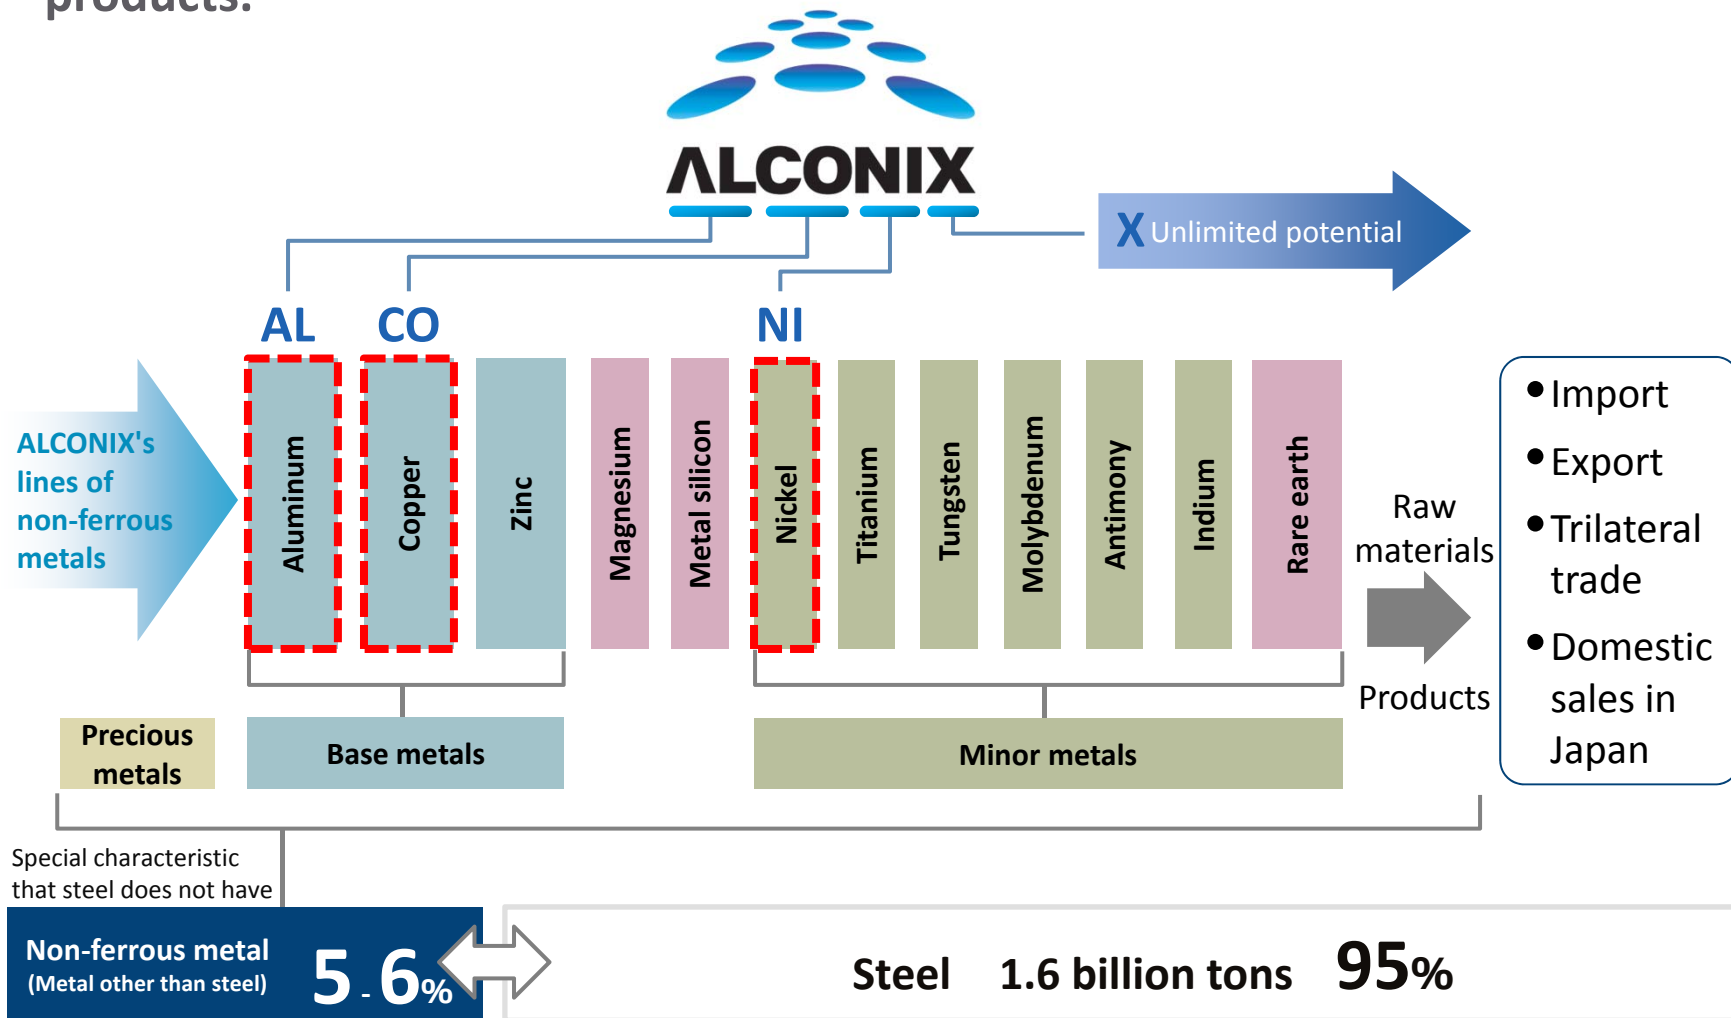 products.
ALCONIX
X Unlimited potential
AL
CO
NI
ALCONIX's
lines of
non-ferrous
metals
Aluminum
Copper
Zinc
Magnesium
Metal silicon
Nickel
Titanium
Tungsten
Molybdenum
Antimony
Indium
Rare earth
Raw
materials
Products
• Import
• Export
• Trilateral
trade
• Domestic
sales in
Japan
Precious
metals
Base metals
Minor metals
Special characteristic
that steel does not have
Non-ferrous metal
(Metal other than steel)
5 - 6%
Steel 1.6 billion tons 95%